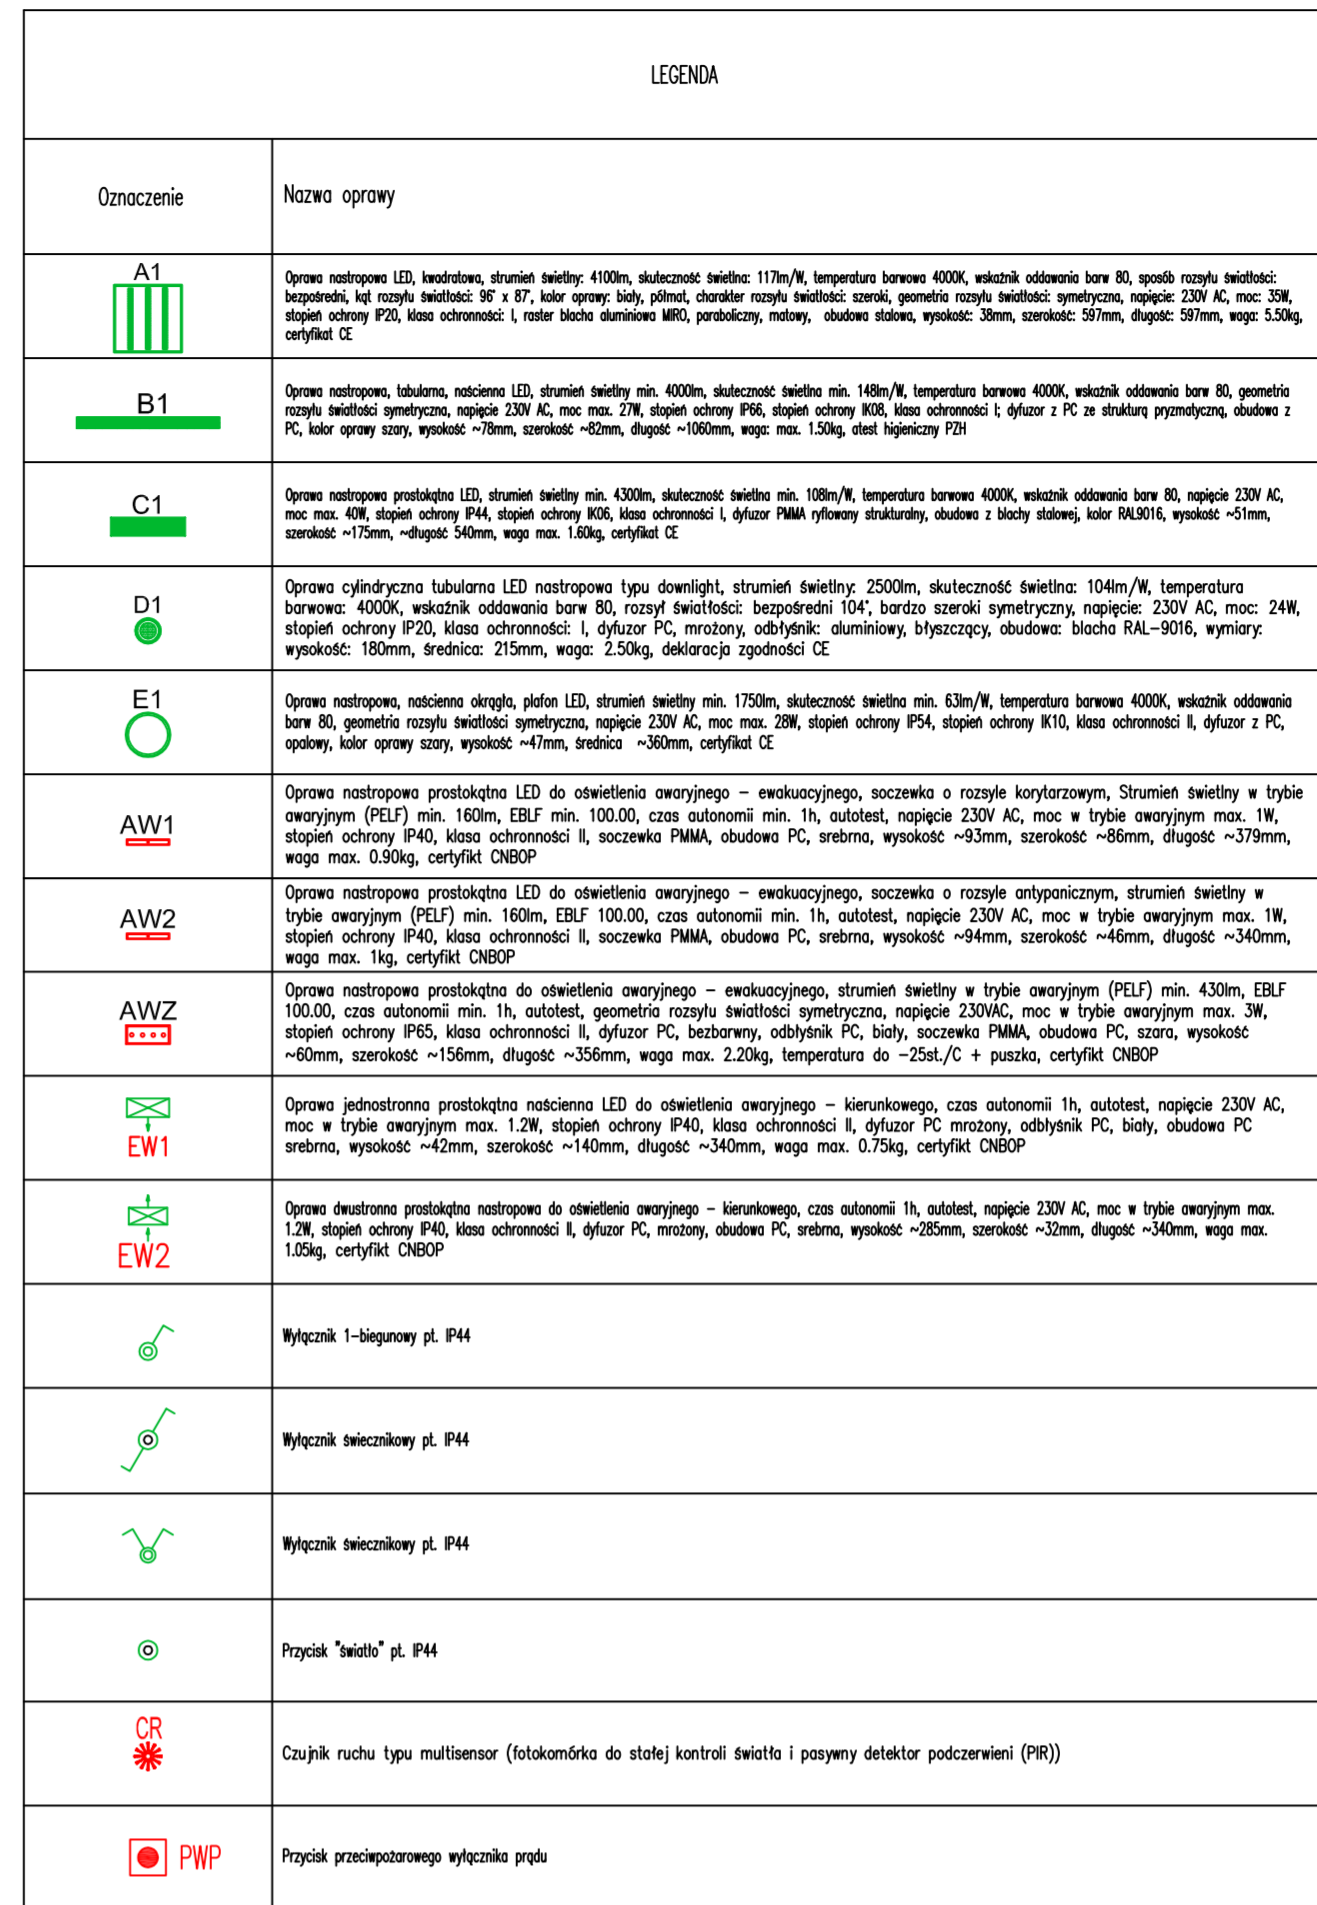 LEGENDA
Oznaczenie
Nazwa oprawy
A1
Oprawa nastropowa LED, kwadratowa, strumień świetlny: 4100lm, skuteczność świetlna: 117lm/W, temperatura barwowa 4000K, wskaźnik oddawania barw 80, sposób rozsyłu światłości:
bezpośredni, kąt rozsyłu światłości: 96° x 87°, kolor oprawy: biały, półmat, charakter rozsyłu światłości: szeroki, geometria rozsyłu światłości: symetryczna, napięcie: 230V AC, moc: 35W,
stopień ochrony IP20, klasa ochronności: I, raster blacha aluminiowa MIRO, paraboliczny, matowy, obudowa stalowa, wysokość: 38mm, szerokość: 597mm, długość: 597mm, waga: 5.50kg,
certyfikat CE
B1
Oprawa nastropowa, tabularna, naścienna LED, strumień świetlny min. 4000lm, skuteczność świetlna min. 148lm/W, temperatura barwowa 4000K, wskaźnik oddawania barw 80, geometria
rozsyłu światłości symetryczna, napięcie 230V AC, moc max. 27W, stopień ochrony IP66, stopień ochrony IK08, klasa ochronności I; dyfuzor z PC ze strukturą pryzmatyczną, obudowa z
PC, kolor oprawy szary, wysokość ~78mm, szerokość ~82mm, długość ~1060mm, waga: max. 1.50kg, atest higieniczny PZH
C1
Oprawa nastropowa prostokątna LED, strumień świetlny min. 4300lm, skuteczność świetlna min. 108lm/W, temperatura barwowa 4000K, wskaźnik oddawania barw 80, napięcie 230V AC,
moc max. 40W, stopień ochrony IP44, stopień ochrony IK06, klasa ochronności I, dyfuzor PMMA ryflowany strukturalny, obudowa z blachy stalowej, kolor RAL9016, wysokość ~51mm,
szerokość ~175mm, ~długość 540mm, waga max. 1.60kg, certyfikat CE
D1
Oprawa cylindryczna tubularna LED nastropowa typu downlight, strumień świetlny: 2500lm, skuteczność świetlna: 104lm/W, temperatura
barwowa: 4000K, wskaźnik oddawania barw 80, rozsył światłości: bezpośredni 104°, bardzo szeroki symetryczny, napięcie: 230V AC, moc: 24W,
stopień ochrony IP20, klasa ochronności: I, dyfuzor PC, mrożony, odbłyśnik: aluminiowy, błyszczący, obudowa: blacha RAL-9016, wymiary:
wysokość: 180mm, średnica: 215mm, waga: 2.50kg, deklaracja zgodności CE
E1
Oprawa nastropowa, naścienna okrągła, plafon LED, strumień świetlny min. 1750lm, skuteczność świetlna min. 63lm/W, temperatura barwowa 4000K, wskaźnik oddawania
barw 80, geometria rozsyłu światłości symetryczna, napięcie 230V AC, moc max. 28W, stopień ochrony IP54, stopień ochrony IK10, klasa ochronności II, dyfuzor z PC,
opalowy, kolor oprawy szary, wysokość ~47mm, średnica ~360mm, certyfikat CE
AW1
Oprawa nastropowa prostokątna LED do oświetlenia awaryjnego – ewakuacyjnego, soczewka o rozsyle korytarzowym, Strumień świetlny w trybie
awaryjnym (PELF) min. 160lm, EBLF min. 100.00, czas autonomii min. 1h, autotest, napięcie 230V AC, moc w trybie awaryjnym max. 1W,
stopień ochrony IP40, klasa ochronności II, soczewka PMMA, obudowa PC, srebrna, wysokość ~93mm, szerokość ~86mm, długość ~379mm,
waga max. 0.90kg, certyfikt CNBOP
AW2
Oprawa nastropowa prostokątna LED do oświetlenia awaryjnego – ewakuacyjnego, soczewka o rozsyle antypanicznym, strumień świetlny w
trybie awaryjnym (PELF) min. 160lm, EBLF 100.00, czas autonomii min. 1h, autotest, napięcie 230V AC, moc w trybie awaryjnym max. 1W,
stopień ochrony IP40, klasa ochronności II, soczewka PMMA, obudowa PC, srebrna, wysokość ~94mm, szerokość ~46mm, długość ~340mm,
waga max. 1kg, certyfikt CNBOP
AWZ
Oprawa nastropowa prostokątna do oświetlenia awaryjnego – ewakuacyjnego, strumień świetlny w trybie awaryjnym (PELF) min. 430lm, EBLF
100.00, czas autonomii min. 1h, autotest, geometria rozsyłu światłości symetryczna, napięcie 230VAC, moc w trybie awaryjnym max. 3W,
stopień ochrony IP65, klasa ochronności II, dyfuzor PC, bezbarwny, odbłyśnik PC, biały, soczewka PMMA, obudowa PC, szara, wysokość
~60mm, szerokość ~156mm, długość ~356mm, waga max. 2.20kg, temperatura do -25st./C + puszka, certyfikt CNBOP
EW1
Oprawa jednostronna prostokątna naścienna LED do oświetlenia awaryjnego – kierunkowego, czas autonomii 1h, autotest, napięcie 230V AC,
moc w trybie awaryjnym max. 1.2W, stopień ochrony IP40, klasa ochronności II, dyfuzor PC mrożony, odbłyśnik PC, biały, obudowa PC
srebrna, wysokość ~42mm, szerokość ~140mm, długość ~340mm, waga max. 0.75kg, certyfikt CNBOP
EW2
Oprawa dwustronna prostokątna nastropowa do oświetlenia awaryjnego – kierunkowego, czas autonomii 1h, autotest, napięcie 230V AC, moc w trybie awaryjnym max.
1.2W, stopień ochrony IP40, klasa ochronności II, dyfuzor PC, mrożony, obudowa PC, srebrna, wysokość ~285mm, szerokość ~32mm, długość ~340mm, waga max.
1.05kg, certyfikt CNBOP
Wyłącznik 1-biegunowy pt. IP44
Wyłącznik świecznikowy pt. IP44
Wyłącznik świecznikowy pt. IP44
Przycisk "światło" pt. IP44
CR
Czujnik ruchu typu multisensor (fotokomórka do stałej kontroli światła i pasywny detektor podczerwieni (PIR))
PWP
Przycisk przeciwpożarowego wyłącznika prądu